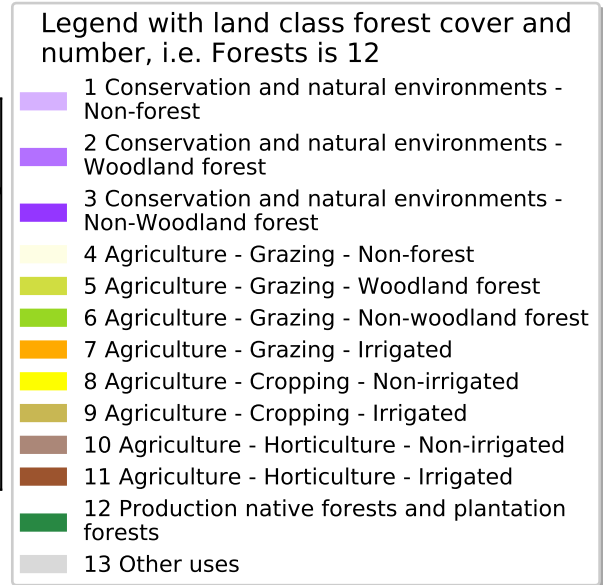 Legend with land class forest cover and
number, i.e. Forests is 12
1 Conservation and natural environments -
Non-forest
2 Conservation and natural environments -
Woodland forest
3 Conservation and natural environments -
Non-Woodland forest
4 Agriculture - Grazing - Non-forest
5 Agriculture - Grazing - Woodland forest
6 Agriculture - Grazing - Non-woodland forest
7 Agriculture - Grazing - Irrigated
8 Agriculture - Cropping - Non-irrigated
9 Agriculture - Cropping - Irrigated
10 Agriculture - Horticulture - Non-irrigated
11 Agriculture - Horticulture - Irrigated
12 Production native forests and plantation
forests
13 Other uses